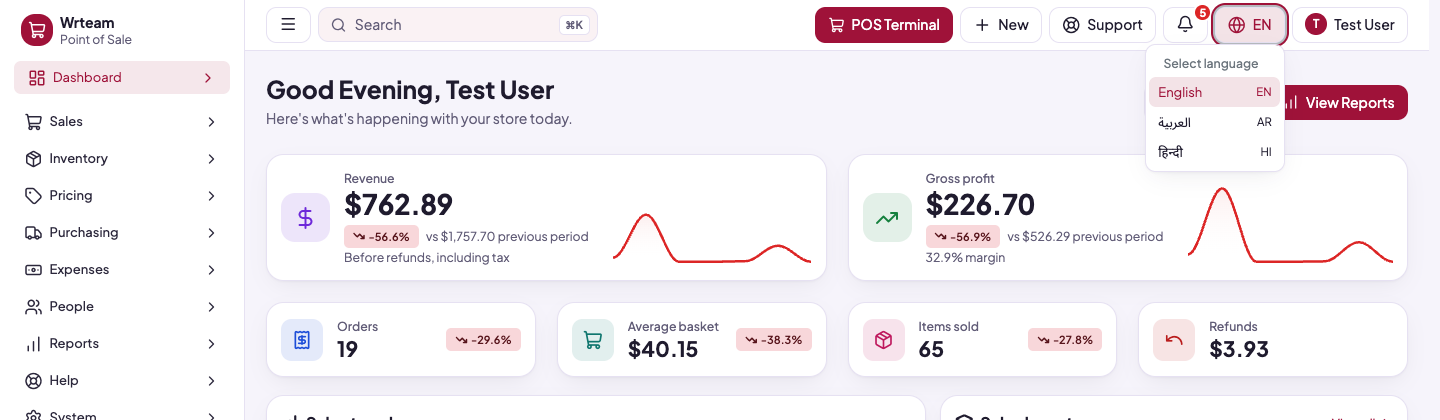 Wrteam
Point of Sale
Search
⌘K
POS Terminal
New
Support
5
EN
T
Test User
Select language
English EN
العربية AR
हिन्दी HI
Dashboard
Sales
Inventory
Pricing
Purchasing
Expenses
People
Reports
Help
System
Good Evening, Test User
Here's what's happening with your store today.
View Reports
Revenue
$762.89
-56.6% vs $1,757.70 previous period
Before refunds, including tax
Gross profit
$226.70
-56.9% vs $526.29 previous period
32.9% margin
Orders
19
-29.6%
Average basket
$40.15
-38.3%
Items sold
65
-27.8%
Refunds
$3.93